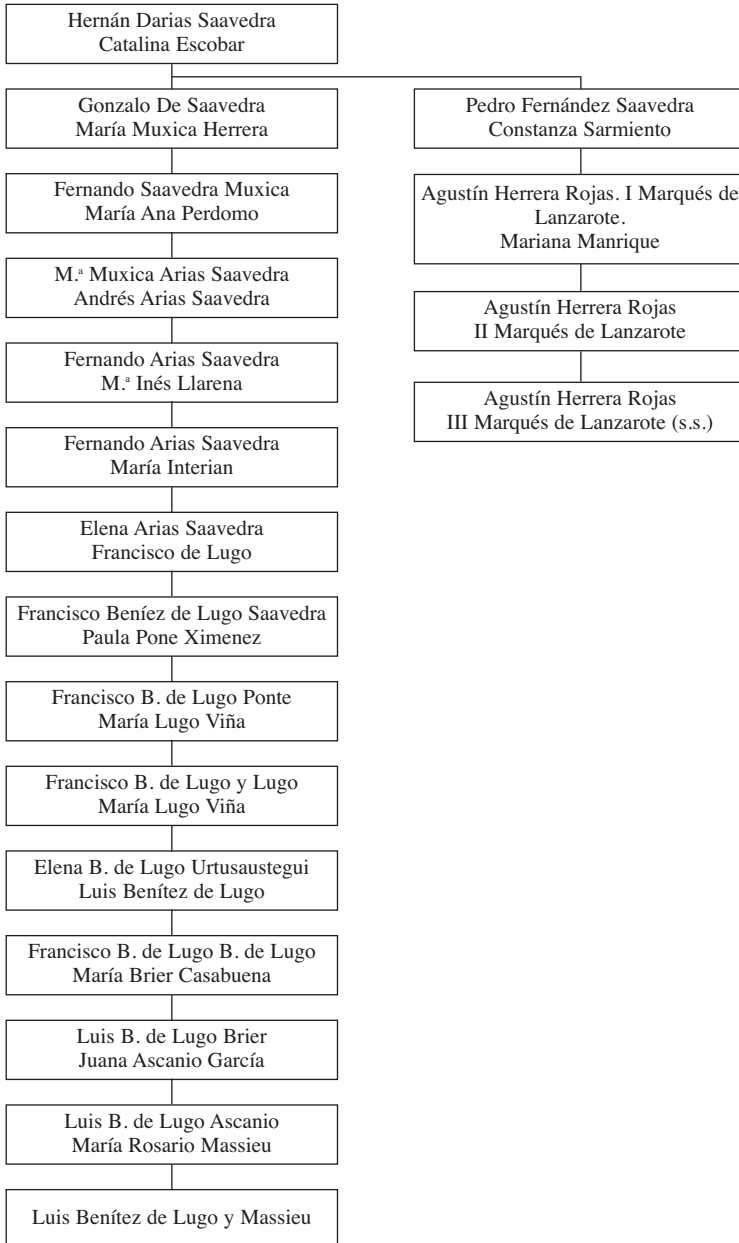 Hernán Darias Saavedra
Catalina Escobar
Gonzalo De Saavedra
María Muxica Herrera
Fernando Saavedra Muxica
María Ana Perdomo
M.ª Muxica Arias Saavedra
Andrés Arias Saavedra
Fernando Arias Saavedra
M.ª Inés Llarena
Fernando Arias Saavedra
María Interian
Elena Arias Saavedra
Francisco de Lugo
Francisco Beníez de Lugo Saavedra
Paula Pone Ximenez
Francisco B. de Lugo Ponte
María Lugo Viña
Francisco B. de Lugo y Lugo
María Lugo Viña
Elena B. de Lugo Urtusaustegui
Luis Benítez de Lugo
Francisco B. de Lugo B. de Lugo
María Brier Casabuena
Luis B. de Lugo Brier
Juana Ascanio García
Luis B. de Lugo Ascanio
María Rosario Massieu
Luis Benítez de Lugo y Massieu
Pedro Fernández Saavedra
Constanza Sarmiento
Agustín Herrera Rojas. I Marqués de
Lanzarote.
Mariana Manrique
Agustín Herrera Rojas
II Marqués de Lanzarote
Agustín Herrera Rojas
III Marqués de Lanzarote (s.s.)